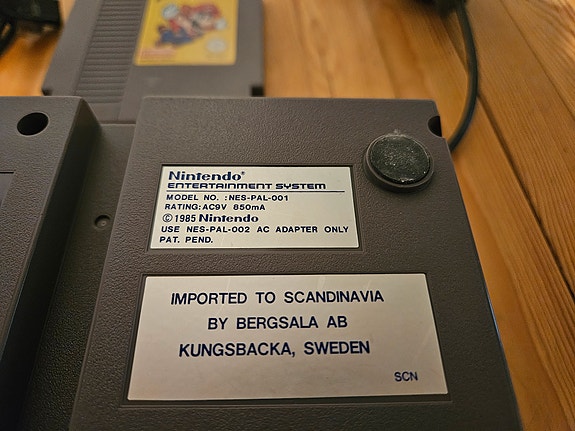 Nintendo®
ENTERTAINMENT SYSTEM
MODEL NO. :NES-PAL-001
RATING:AC9V 850mA
©1985 Nintendo
USE NES-PAL-002 AC ADAPTER ONLY
PAT. PEND.
IMPORTED TO SCANDINAVIA
BY BERGSALA AB
KUNGSBACKA, SWEDEN
SCN